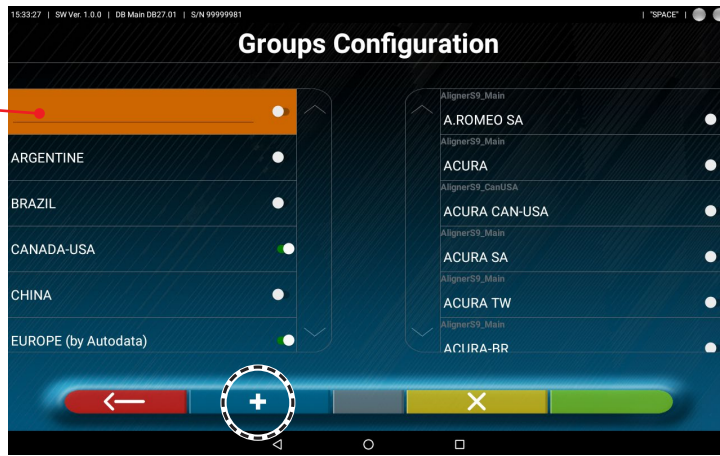 15:33:27 | SW Ver. 1.0.0 | DB Main DB27.01 | S/N 99999981
| "SPACE" |
Groups Configuration
ARGENTINE
BRAZIL
CANADA-USA
CHINA
EUROPE (by Autodata)
AlignerS9_Main
A.ROMEO SA
AlignerS9_Main
ACURA
AlignerS9_CanUSA
ACURA CAN-USA
AlignerS9_Main
ACURA SA
AlignerS9_Main
ACURA TW
AlignerS9_Main
ACURA-BR